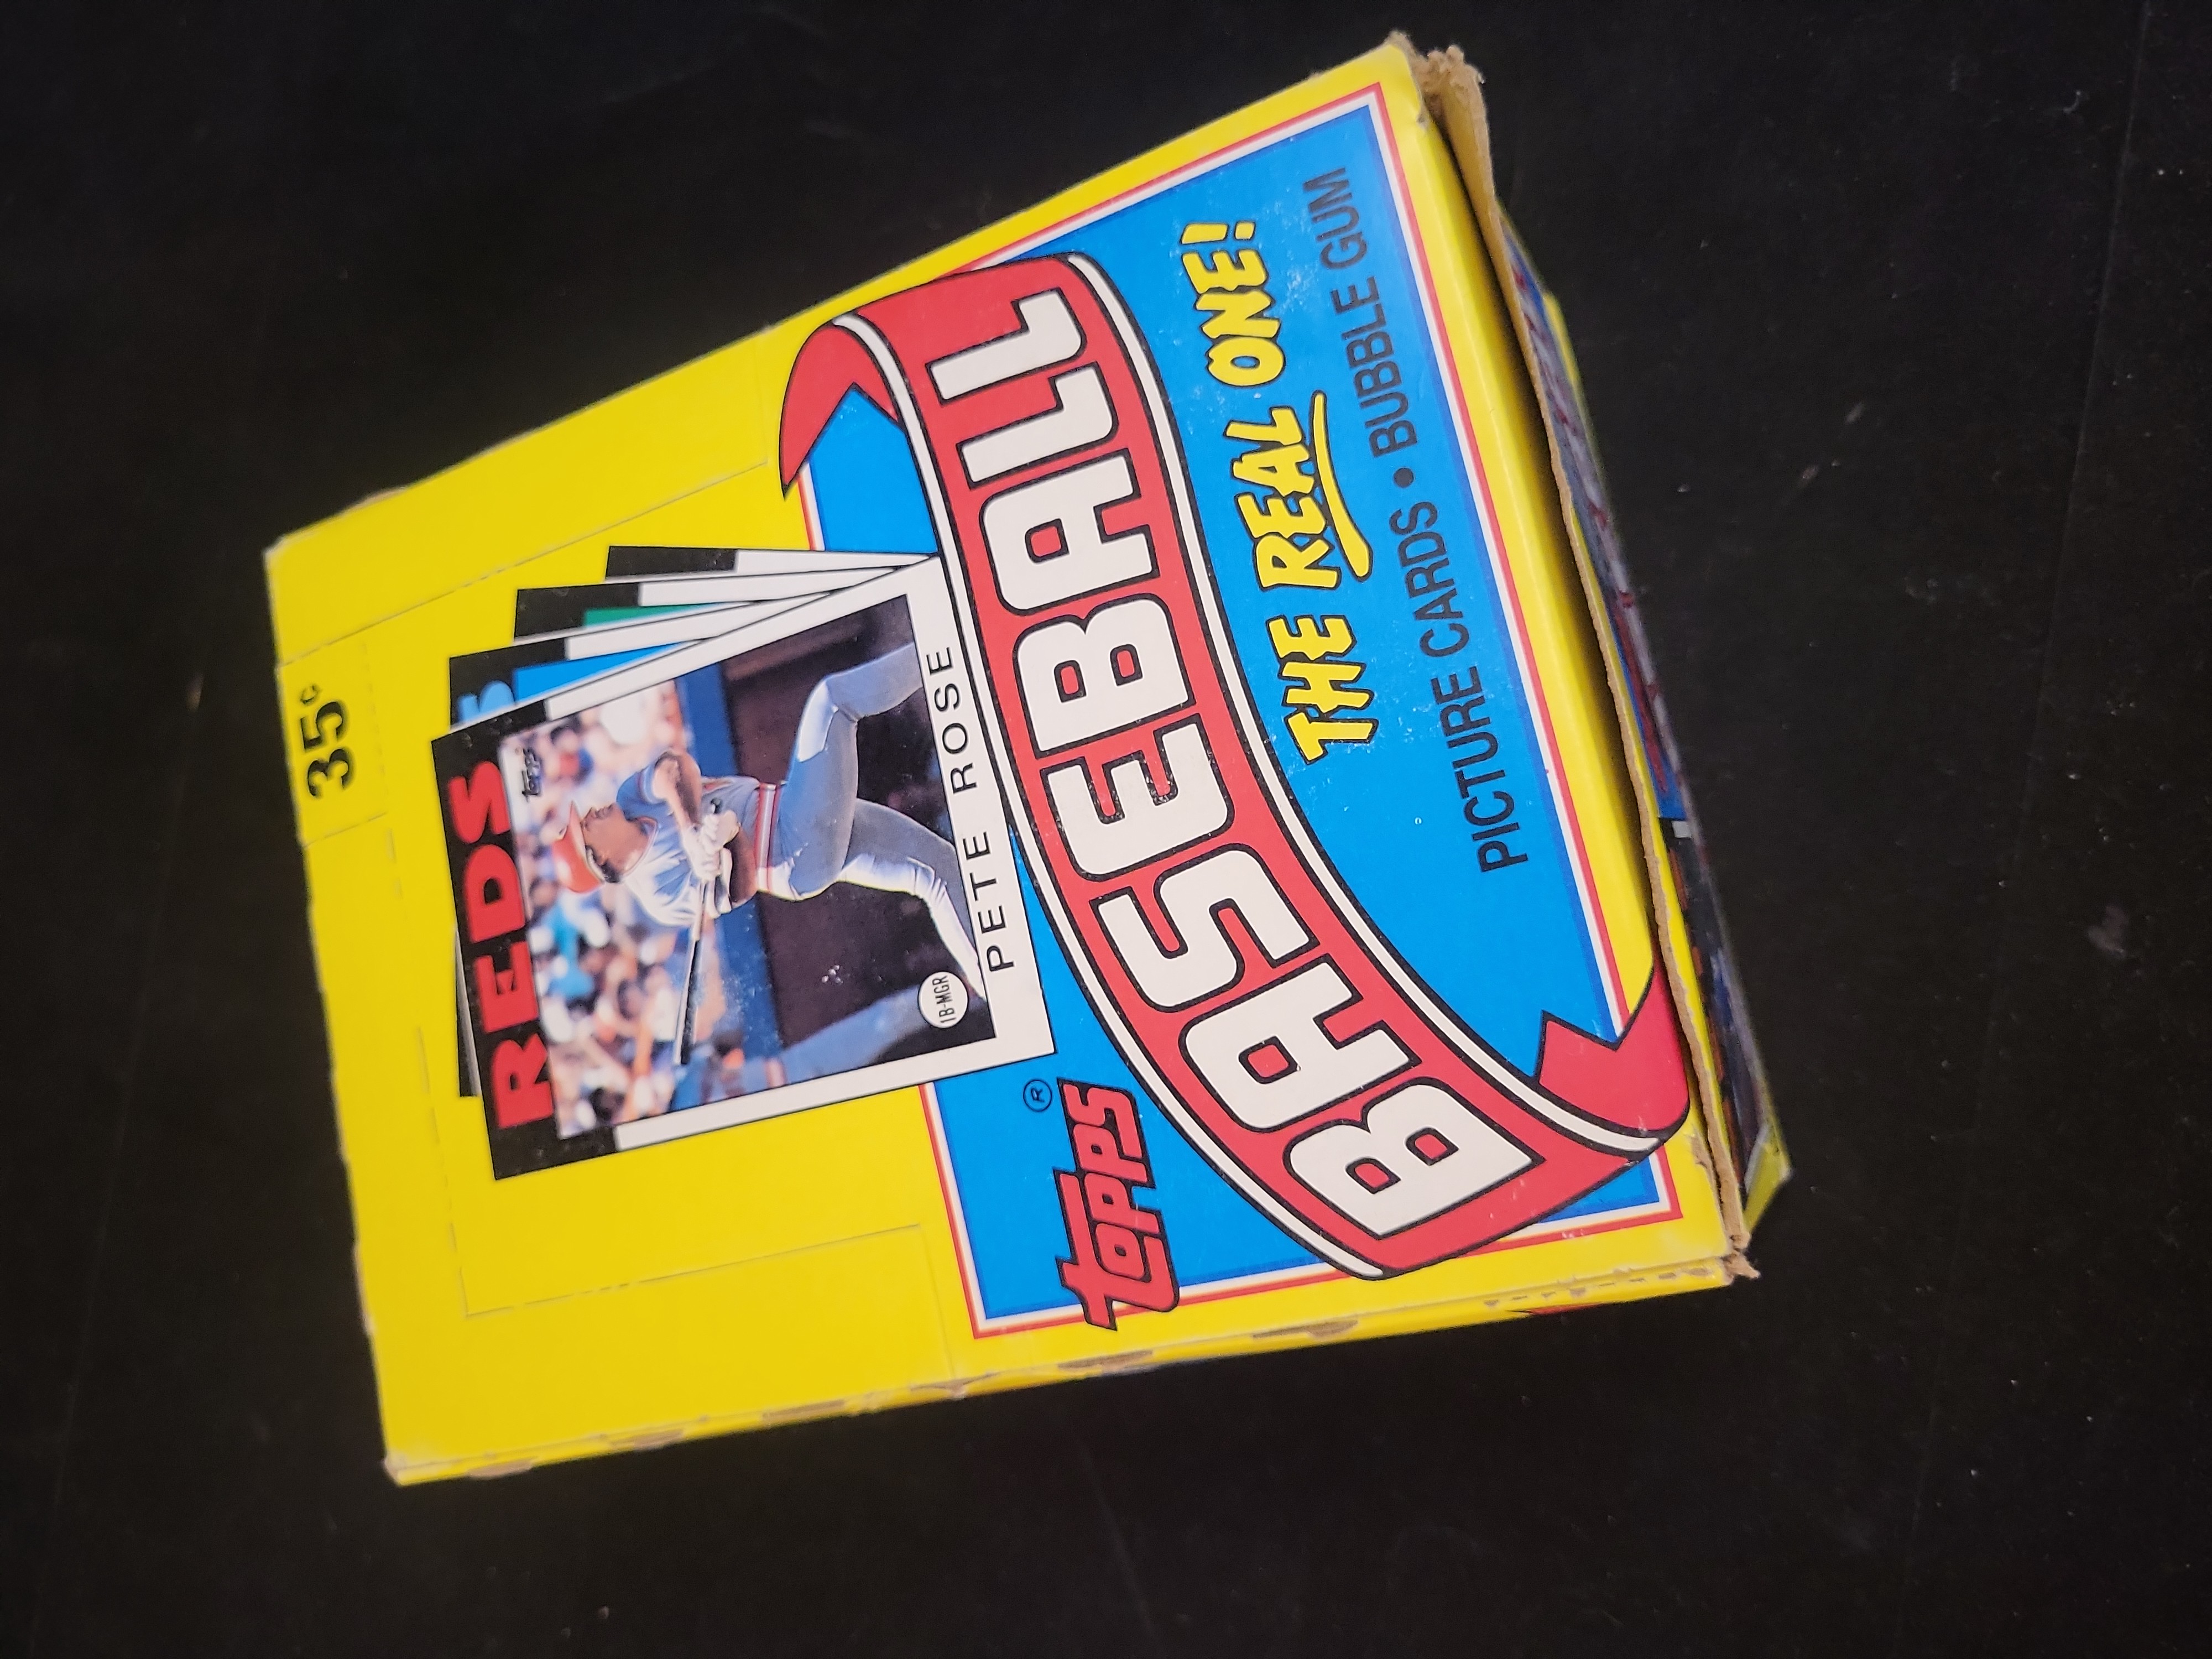 35¢
REDS
topps
1B-MGR
PETE ROSE
topps®
BASEBALL
THE REAL ONE!
PICTURE CARDS • BUBBLE GUM